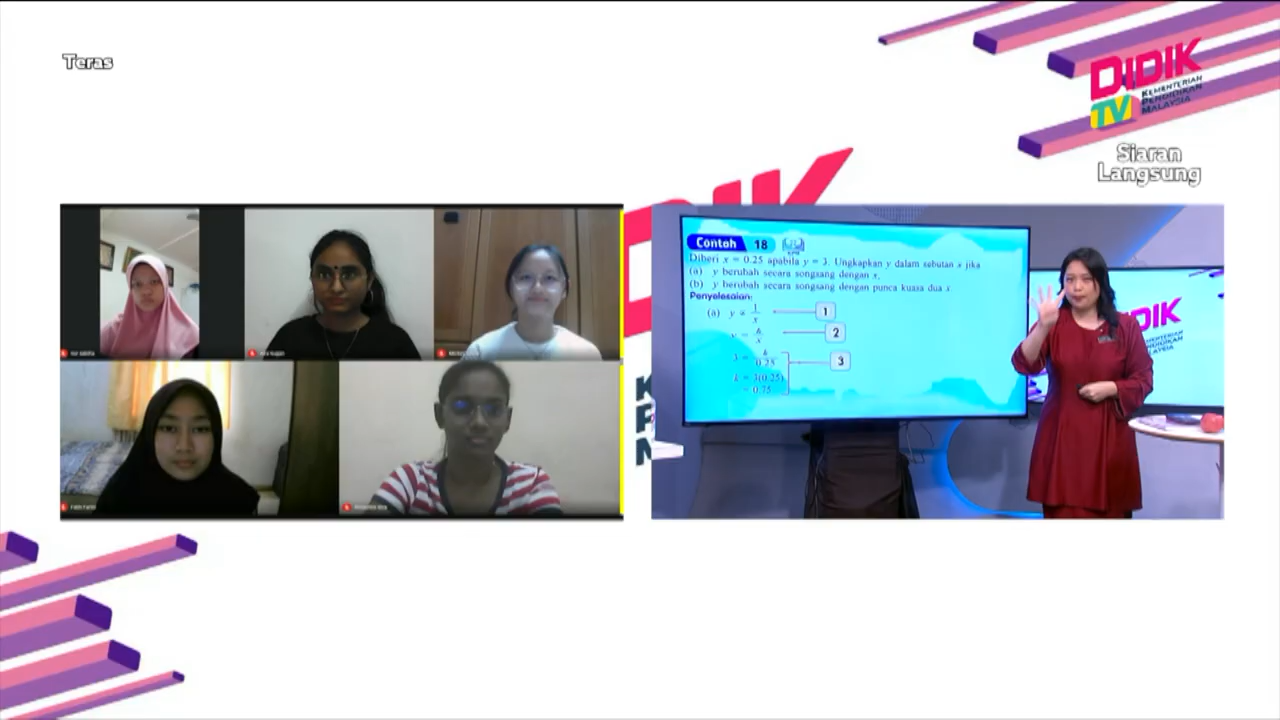 Teras
DIDIK
TV
KEMENTERIAN
PENDIDIKAN
MALAYSIA
Siaran
Langsung
Contoh 18
Diberi x = 0.25 apabila y = 3. Ungkapkan y dalam sebutan x jika
(a) y berubah secara songsang dengan x.
(b) y berubah secara songsang dengan punca kuasa dua x.
Penyelesaian:
(a) y ∝ 1/x 1
y = k/x 2
3 = k/0.25 3
k = 3(0.25)
= 0.75
DIK